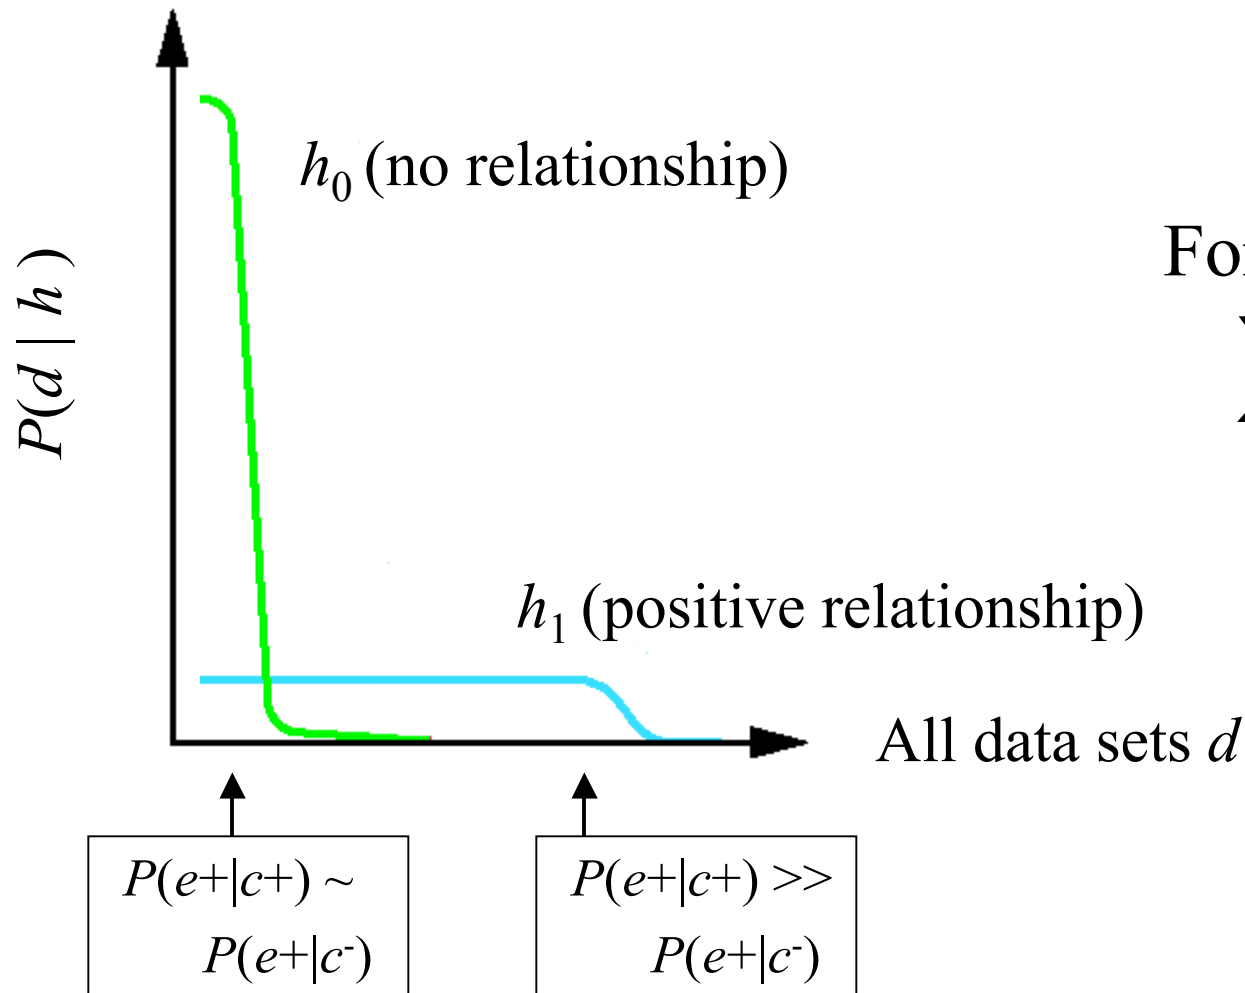 P(d | h )
h₀ (no relationship)
h₁ (positive relationship)
All data sets d
P(e+|c+) ~
P(e+|c⁻)
P(e+|c+) >>
P(e+|c⁻)